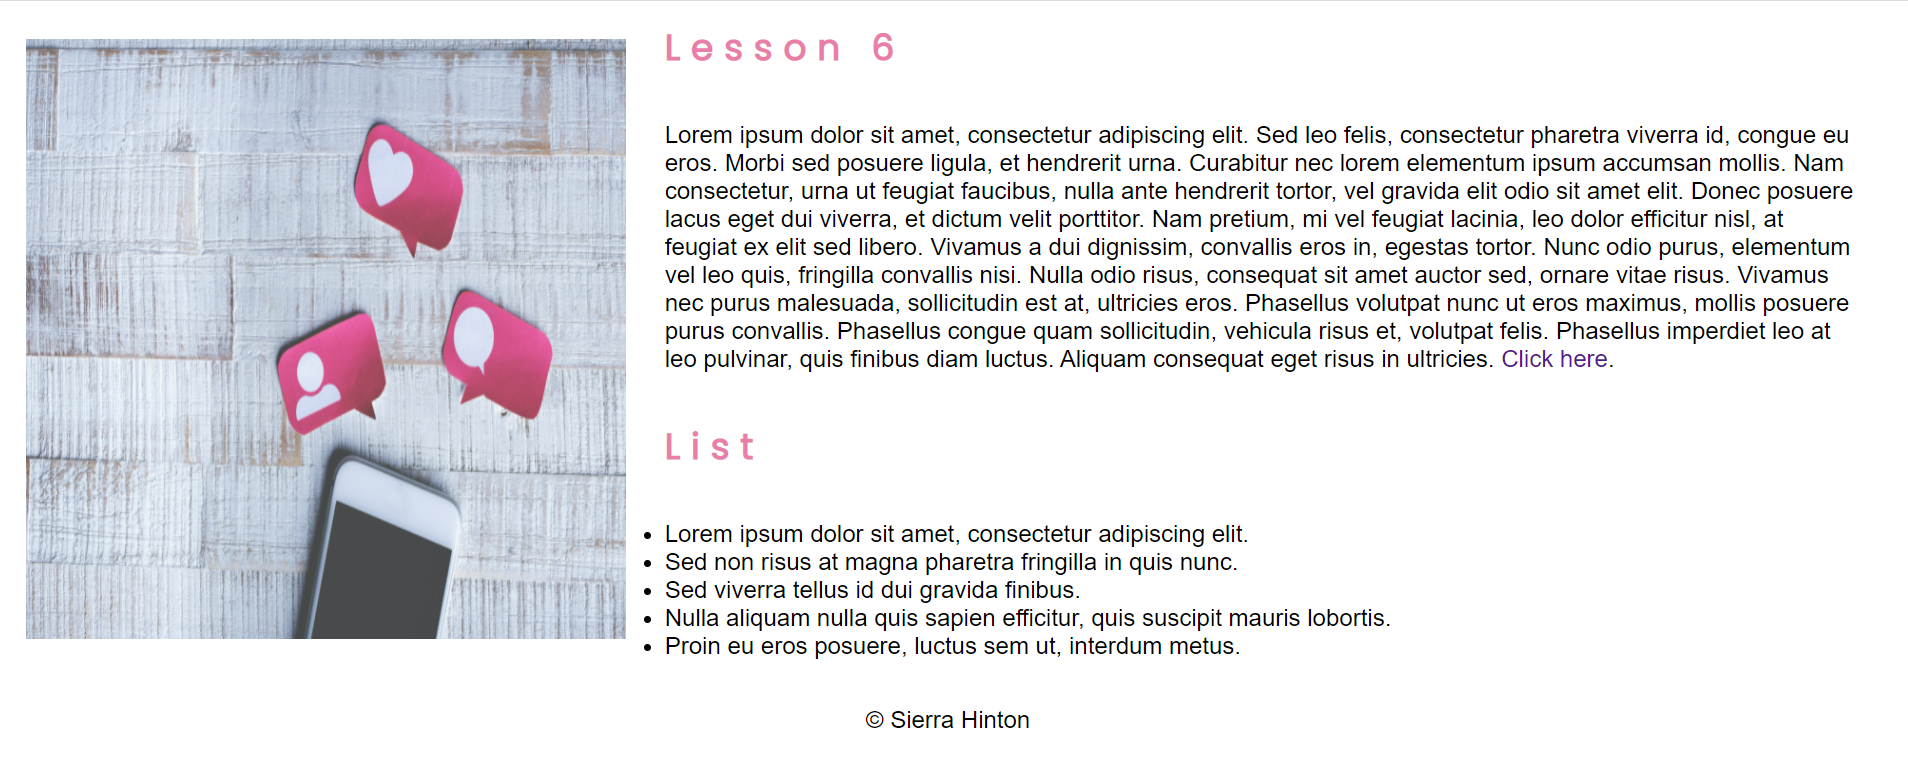 Lesson 6
Lorem ipsum dolor sit amet, consectetur adipiscing elit. Sed leo felis, consectetur pharetra viverra id, congue eu
eros. Morbi sed posuere ligula, et hendrerit urna. Curabitur nec lorem elementum ipsum accumsan mollis. Nam
consectetur, urna ut feugiat faucibus, nulla ante hendrerit tortor, vel gravida elit odio sit amet elit. Donec posuere
lacus eget dui viverra, et dictum velit porttitor. Nam pretium, mi vel feugiat lacinia, leo dolor efficitur nisl, at
feugiat ex elit sed libero. Vivamus a dui dignissim, convallis eros in, egestas tortor. Nunc odio purus, elementum
vel leo quis, fringilla convallis nisi. Nulla odio risus, consequat sit amet auctor sed, ornare vitae risus. Vivamus
nec purus malesuada, sollicitudin est at, ultricies eros. Phasellus volutpat nunc ut eros maximus, mollis posuere
purus convallis. Phasellus congue quam sollicitudin, vehicula risus et, volutpat felis. Phasellus imperdiet leo at
leo pulvinar, quis finibus diam luctus. Aliquam consequat eget risus in ultricies. Click here.
List
• Lorem ipsum dolor sit amet, consectetur adipiscing elit.
• Sed non risus at magna pharetra fringilla in quis nunc.
• Sed viverra tellus id dui gravida finibus.
• Nulla aliquam nulla quis sapien efficitur, quis suscipit mauris lobortis.
• Proin eu eros posuere, luctus sem ut, interdum metus.
© Sierra Hinton